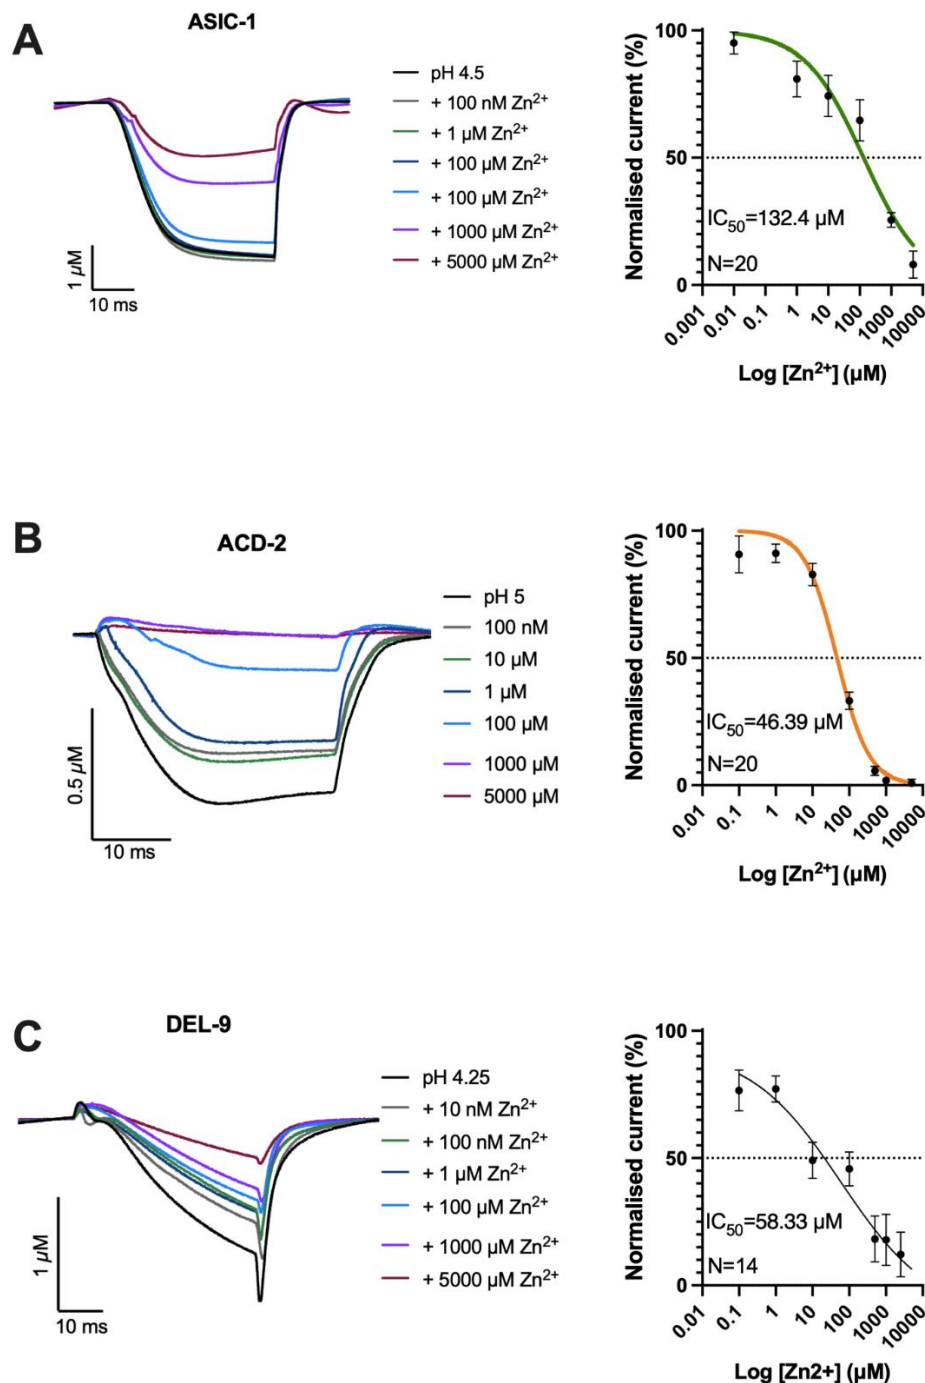 A
ASIC-1
pH 4.5
+ 100 nM Zn²⁺
+ 1 µM Zn²⁺
+ 100 µM Zn²⁺
+ 100 µM Zn²⁺
+ 1000 µM Zn²⁺
+ 5000 µM Zn²⁺
1 µM
10 ms
Normalised current (%)
100
50
0
IC₅₀=132.4 µM
N=20
0.001
0.01
0.1
1
10
100
1000
10000
Log [Zn²⁺] (µM)
B
ACD-2
pH 5
100 nM
10 µM
1 µM
100 µM
1000 µM
5000 µM
0.5 µM
10 ms
Normalised current (%)
100
50
0
IC₅₀=46.39 µM
N=20
0.01
0.1
1
10
100
1000
10000
Log [Zn²⁺] (µM)
C
DEL-9
pH 4.25
+ 10 nM Zn²⁺
+ 100 nM Zn²⁺
+ 1 µM Zn²⁺
+ 100 µM Zn²⁺
+ 1000 µM Zn²⁺
+ 5000 µM Zn²⁺
1 µM
10 ms
Normalised current (%)
100
50
0
IC₅₀=58.33 µM
N=14
0.01
0.1
1
10
100
1000
10000
Log [Zn2+] (µM)